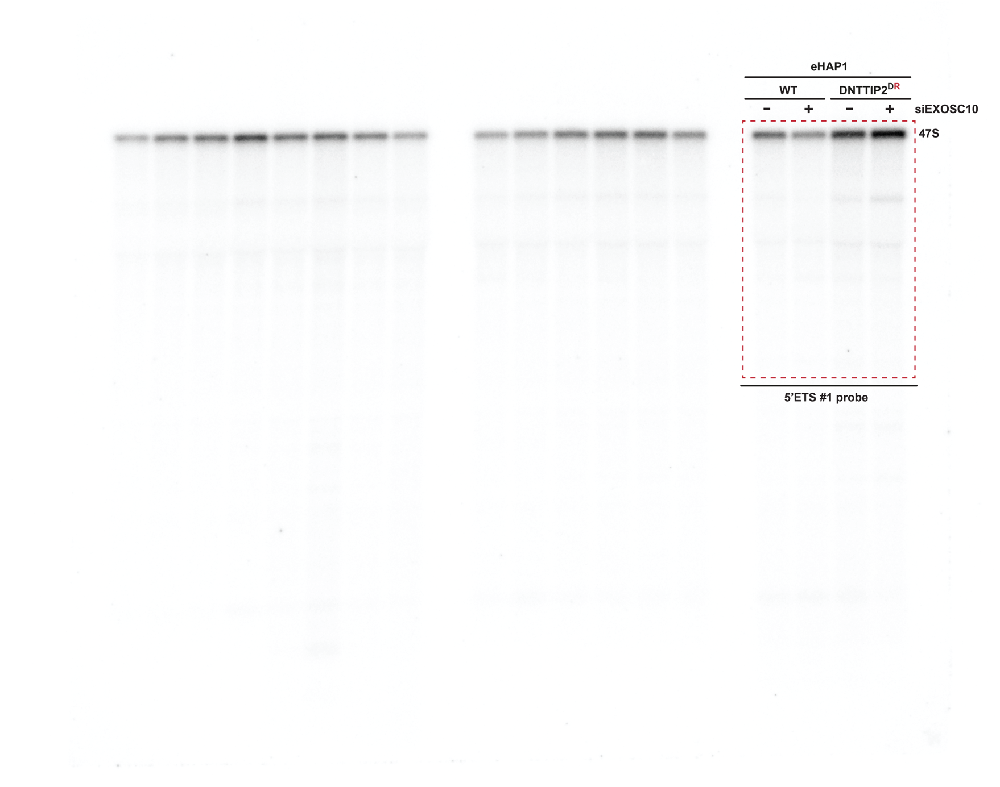 eHAP1
WT DNTTIP2DR
- + - + siEXOSC10
47S
5’ETS #1 probe